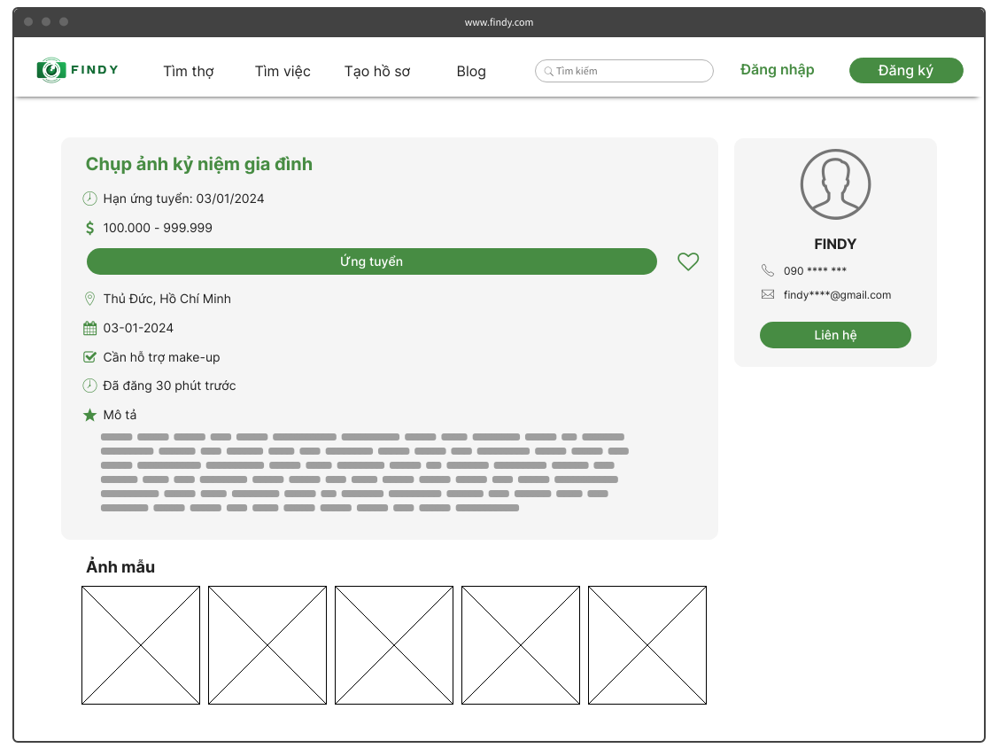 www.findy.com
FINDY
Tìm thợ
Tìm việc
Tạo hồ sơ
Blog
Tìm kiếm
Đăng nhập
Đăng ký
Chụp ảnh kỷ niệm gia đình
Hạn ứng tuyển: 03/01/2024
$ 100.000 - 999.999
Ứng tuyển
Thủ Đức, Hồ Chí Minh
03-01-2024
Cần hỗ trợ make-up
Đã đăng 30 phút trước
Mô tả
FINDY
090 **** ***
findy****@gmail.com
Liên hệ
Ảnh mẫu